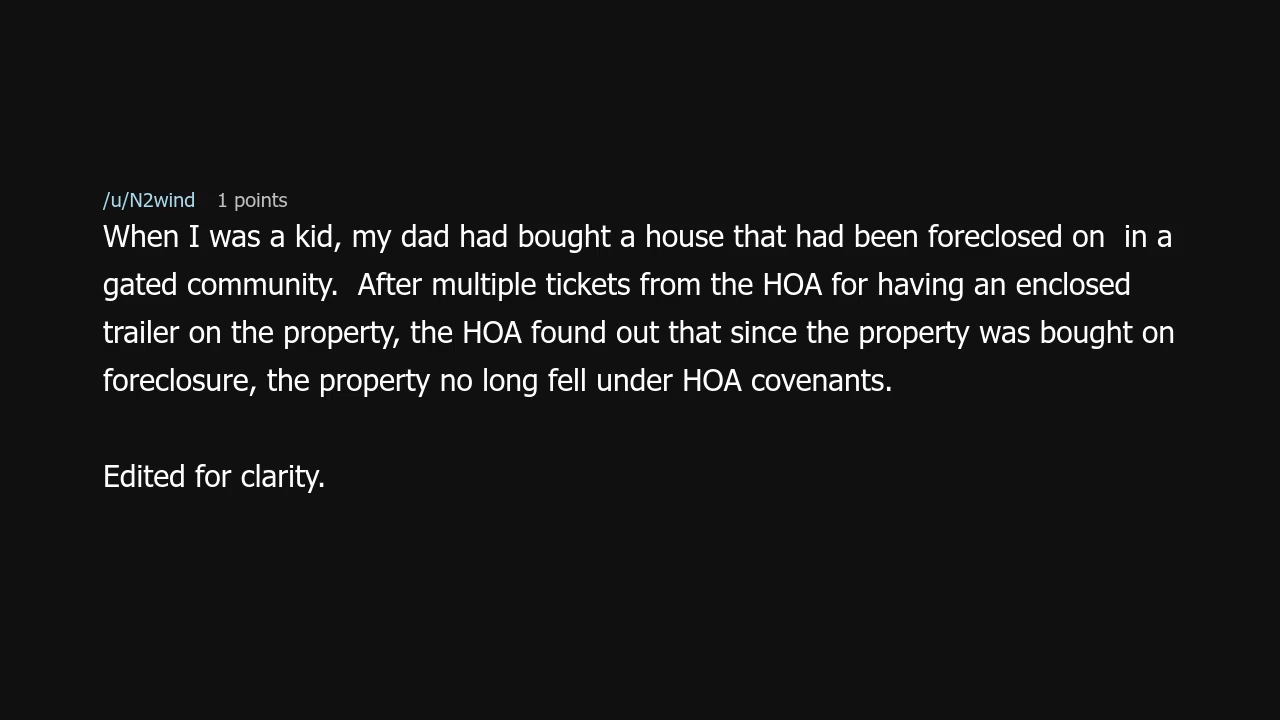 /u/N2wind 1 points
When I was a kid, my dad had bought a house that had been foreclosed on  in a
gated community.  After multiple tickets from the HOA for having an enclosed
trailer on the property, the HOA found out that since the property was bought on
foreclosure, the property no long fell under HOA covenants.
Edited for clarity.